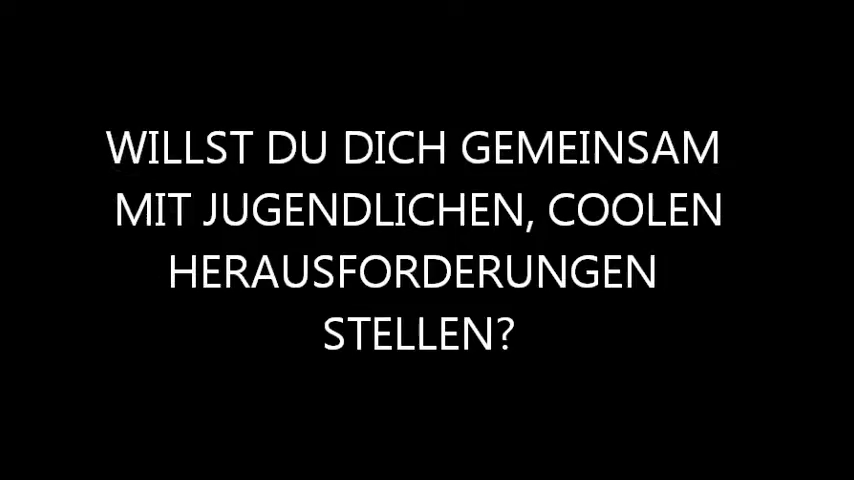 WILLST DU DICH GEMEINSAM
MIT JUGENDLICHEN, COOLEN
HERAUSFORDERUNGEN
STELLEN?